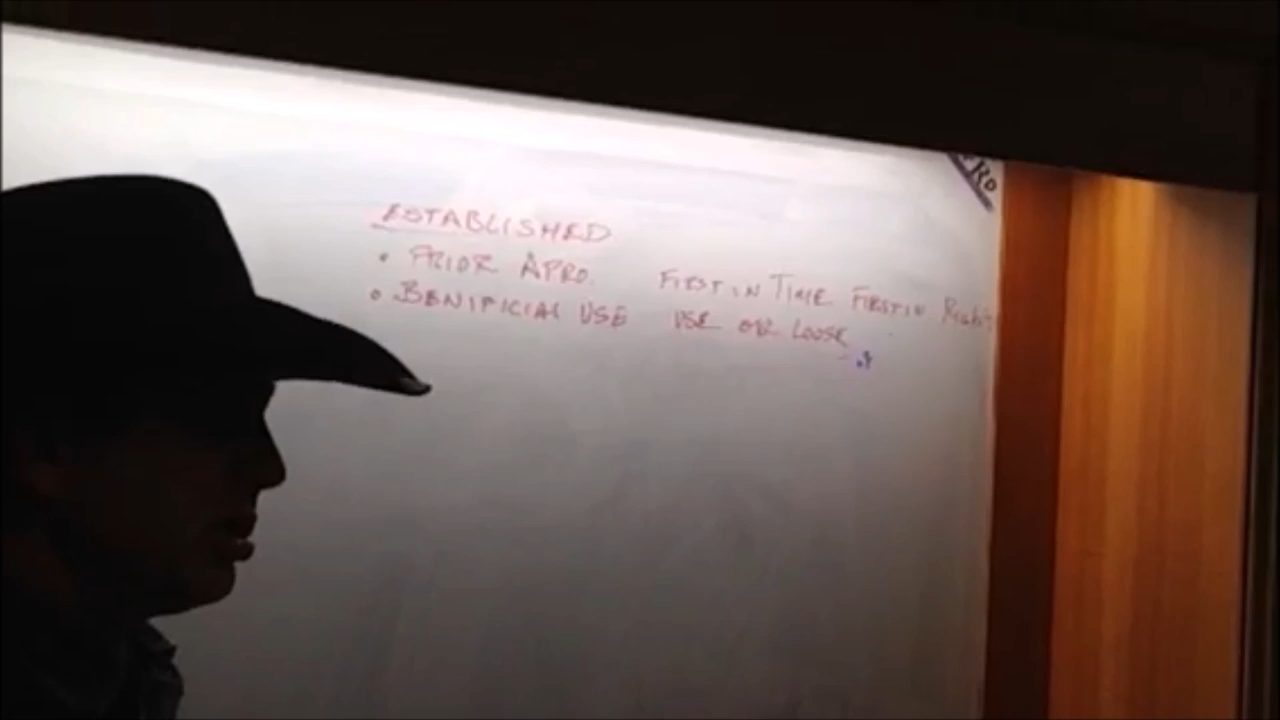 ESTABLISHED
• PRIOR APRO. FIRST IN TIME FIRST IN RIGHT
• BENIFICIAL USE USE OR LOOSE